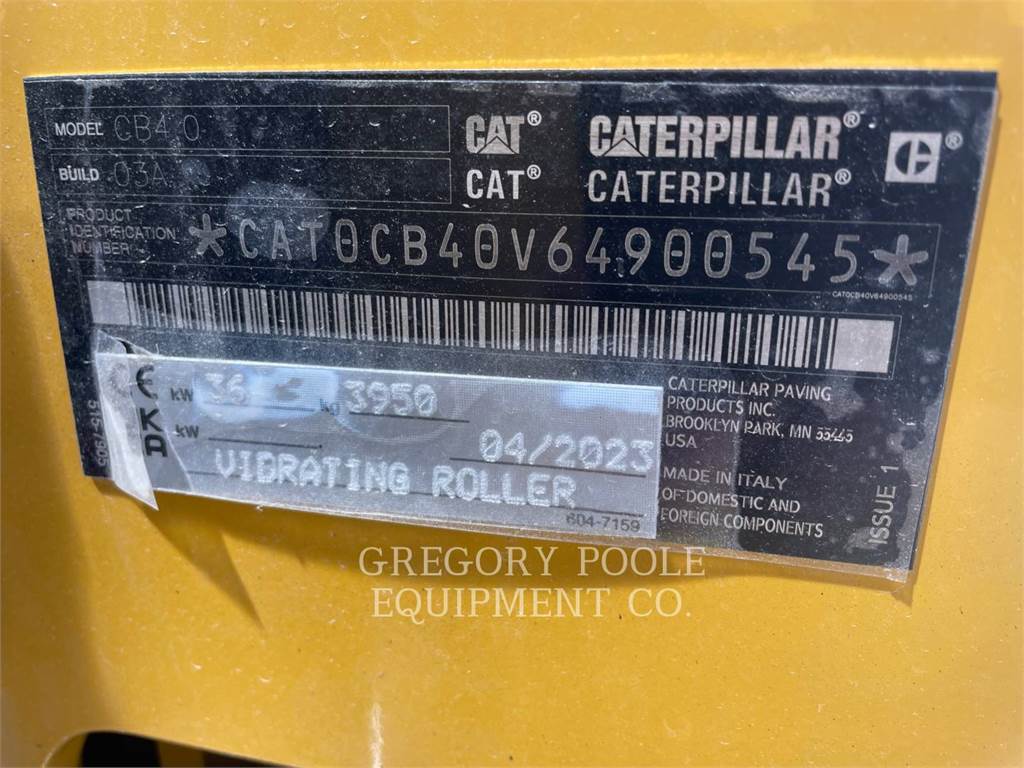 MODEL CB4.0
BUILD 03A
CAT® CATERPILLAR®
CAT® CATERPILLAR®
PRODUCT
IDENTIFICATION
NUMBER
*CAT0CB40V64900545*
CAT0CB40V64900545
CE kW 36 kg 3950
kW 04/2023
VIBRATING ROLLER
604-7159
CATERPILLAR PAVING
PRODUCTS INC.
BROOKLYN PARK, MN 55445
USA
MADE IN ITALY
OF DOMESTIC AND
FOREIGN COMPONENTS
ISSUE 1
GREGORY POOLE
EQUIPMENT CO.